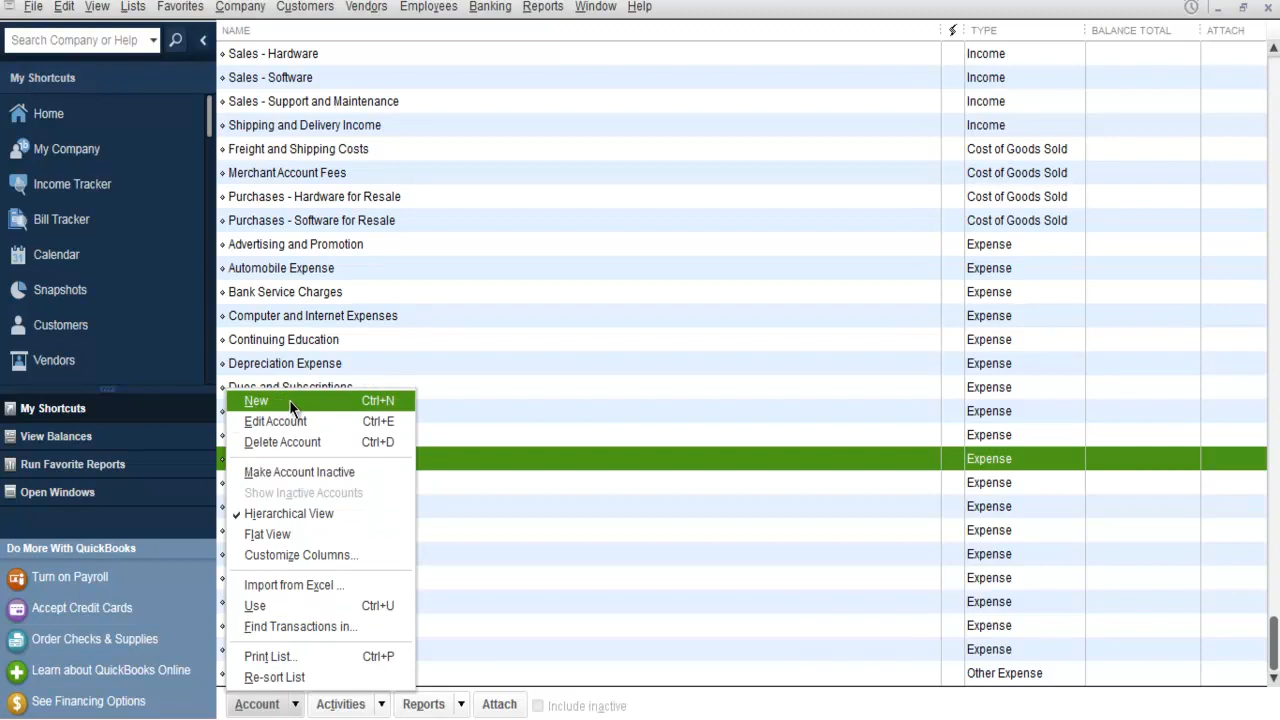 File Edit View Lists Favorites Company Customers Vendors Employees Banking Reports Window Help
Search Company or Help
My Shortcuts
Home
My Company
Income Tracker
Bill Tracker
Calendar
Snapshots
Customers
Vendors
My Shortcuts
View Balances
Run Favorite Reports
Open Windows
Do More With QuickBooks
Turn on Payroll
Accept Credit Cards
Order Checks & Supplies
Learn about QuickBooks Online
See Financing Options
NAME TYPE BALANCE TOTAL ATTACH
Sales - Hardware Income
Sales - Software Income
Sales - Support and Maintenance Income
Shipping and Delivery Income Income
Freight and Shipping Costs Cost of Goods Sold
Merchant Account Fees Cost of Goods Sold
Purchases - Hardware for Resale Cost of Goods Sold
Purchases - Software for Resale Cost of Goods Sold
Advertising and Promotion Expense
Automobile Expense Expense
Bank Service Charges Expense
Computer and Internet Expenses Expense
Continuing Education Expense
Depreciation Expense Expense
Dues and Subscriptions Expense
Expense
Expense
Expense
Expense
Expense
Expense
Expense
Expense
Expense
Expense
Expense
Other Expense
New Ctrl+N
Edit Account Ctrl+E
Delete Account Ctrl+D
Make Account Inactive
Show Inactive Accounts
Hierarchical View
Flat View
Customize Columns...
Import from Excel ...
Use Ctrl+U
Find Transactions in...
Print List... Ctrl+P
Re-sort List
Account Activities Reports Attach Include inactive